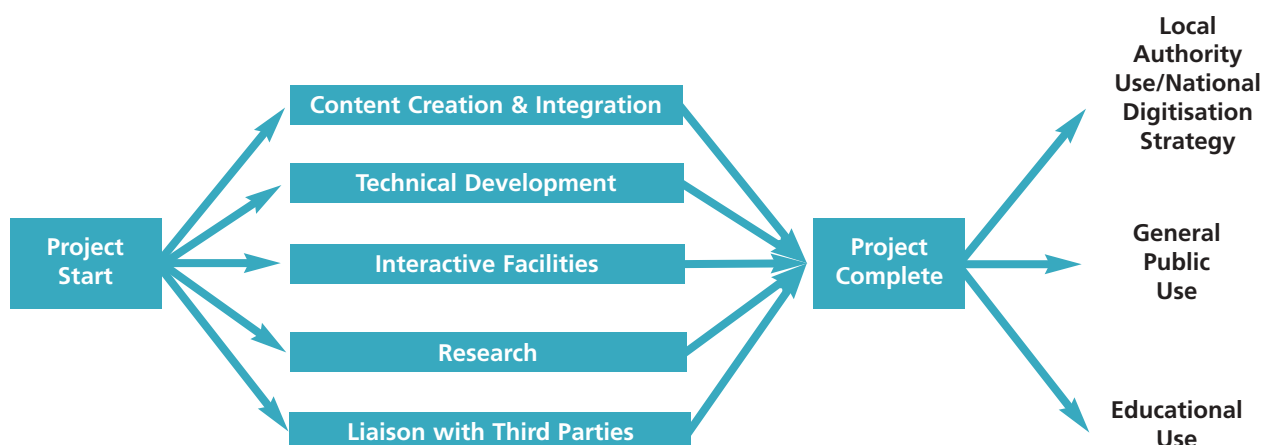 Project
Start
Content Creation & Integration
Technical Development
Interactive Facilities
Research
Liaison with Third Parties
Project
Complete
Local
Authority
Use/National
Digitisation
Strategy
General
Public
Use
Educational
Use